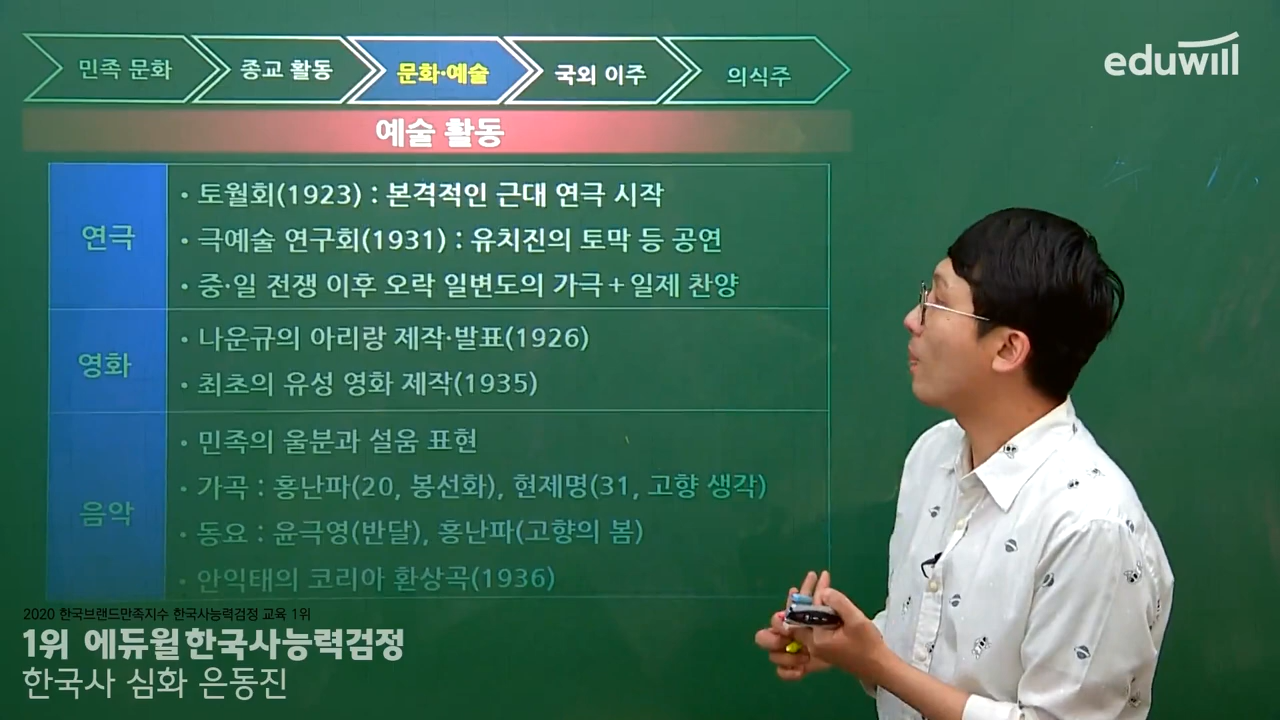 민족 문화
종교 활동
문화·예술
국외 이주
의식주
eduwill
예술 활동
연극
• 토월회(1923) : 본격적인 근대 연극 시작
• 극예술 연구회(1931) : 유치진의 토막 등 공연
• 중·일 전쟁 이후 오락 일변도의 가극+일제 찬양
영화
• 나운규의 아리랑 제작·발표(1926)
• 최초의 유성 영화 제작(1935)
음악
• 민족의 울분과 설움 표현
• 가곡 : 홍난파(20, 봉선화), 현제명(31, 고향 생각)
• 동요 : 윤극영(반달), 홍난파(고향의 봄)
• 안익태의 코리아 환상곡(1936)
2020 한국브랜드만족지수 한국사능력검정 교육 1위
1위 에듀윌 한국사능력검정
한국사 심화 은동진